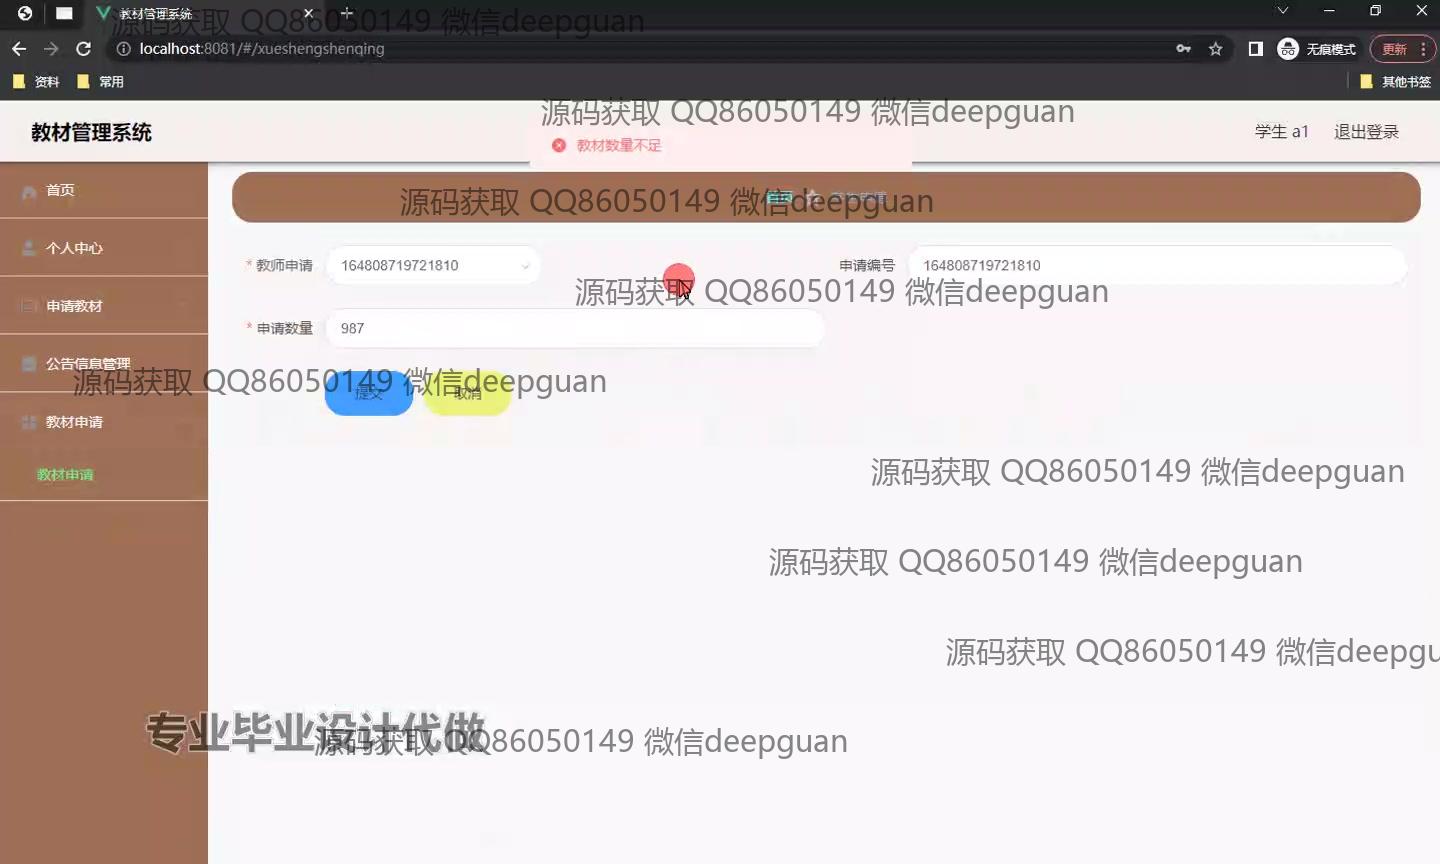 教材管理系统
源码获取 QQ86050149 微信deepguan
localhost:8081/#/xueshengshenqing
无痕模式
更新
资料
常用
其他书签
源码获取 QQ86050149 微信deepguan
教材管理系统
学生 a1
退出登录
教材数量不足
首页
首页
源码获取 QQ86050149 微信deepguan
个人中心
* 教师申请
164808719721810
申请编号
164808719721810
源码获取 QQ86050149 微信deepguan
申请教材
* 申请数量
987
公告信息管理
源码获取 QQ86050149 微信deepguan
提交
取消
教材申请
教材申请
源码获取 QQ86050149 微信deepguan
源码获取 QQ86050149 微信deepguan
源码获取 QQ86050149 微信deepgu
专业毕业设计代做
源码获取 QQ86050149 微信deepguan